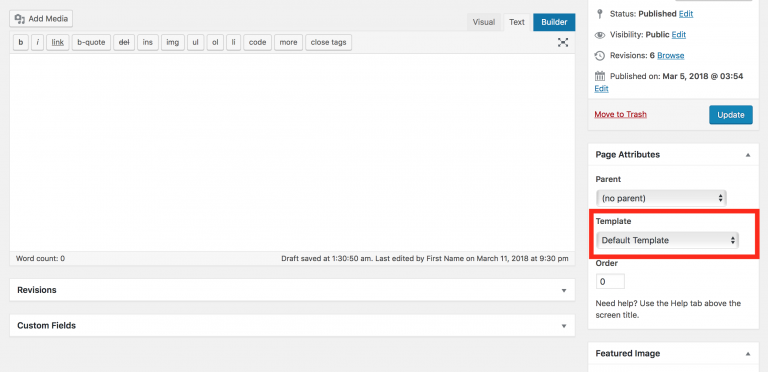 Add Media
Visual Text Builder
b i link b-quote del ins img ul ol li code more close tags
Word count: 0
Draft saved at 1:30:50 am. Last edited by First Name on March 11, 2018 at 9:30 pm
Revisions
Custom Fields
Status: Published Edit
Visibility: Public Edit
Revisions: 6 Browse
Published on: Mar 5, 2018 @ 03:54
Edit
Move to Trash
Update
Page Attributes
Parent
(no parent)
Template
Default Template
Order
0
Need help? Use the Help tab above the
screen title.
Featured Image